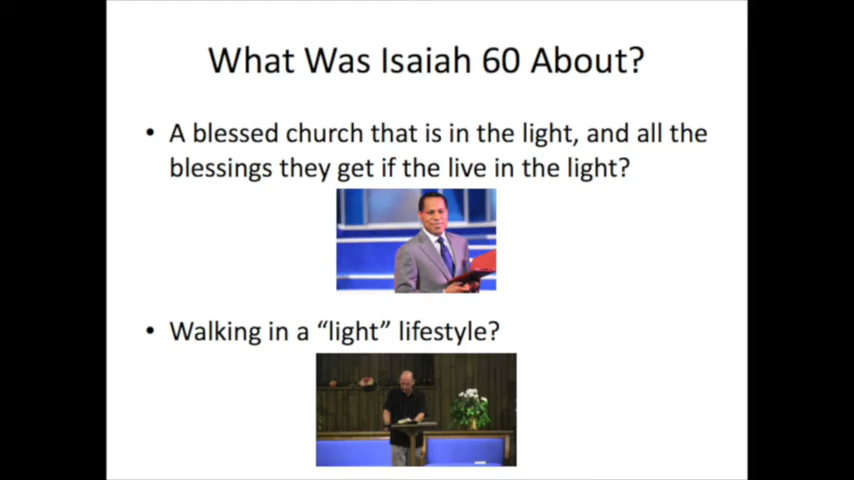 What Was Isaiah 60 About?
• A blessed church that is in the light, and all the
blessings they get if the live in the light?
• Walking in a “light” lifestyle?